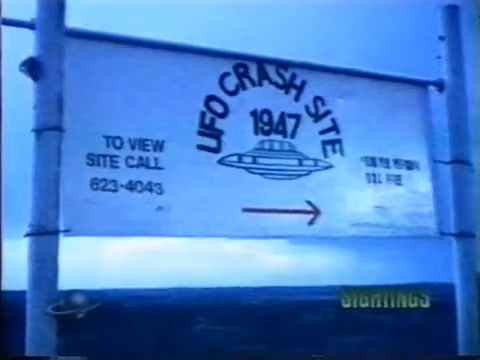 UFO CRASH SITE
1947
TO VIEW
SITE CALL
623-4043
SIGHTINGS